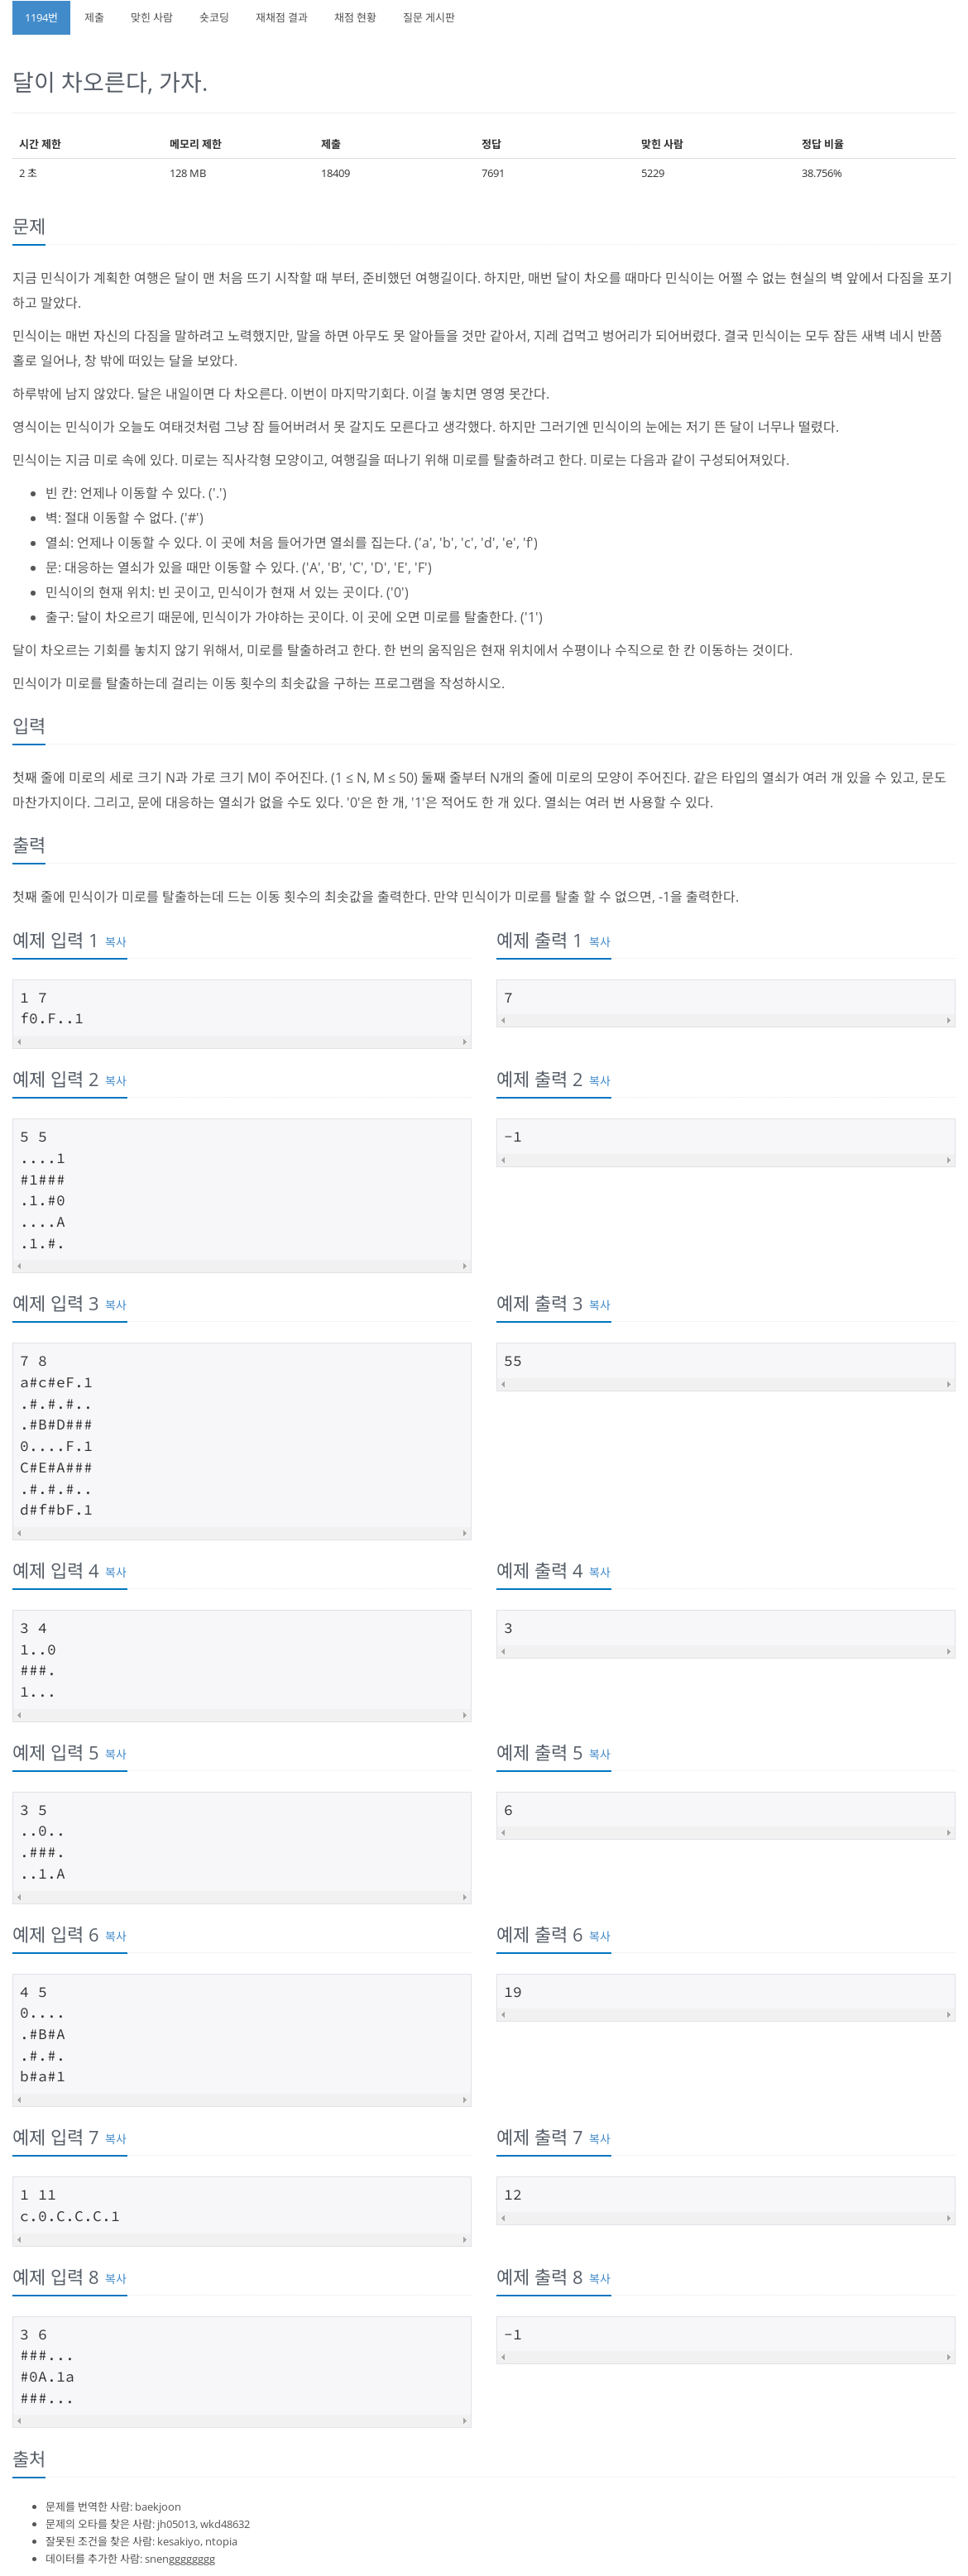 1194번 제출 맞힌 사람 숏코딩 재채점 결과 채점 현황 질문 게시판
달이 차오른다, 가자.
시간 제한 메모리 제한 제출 정답 맞힌 사람 정답 비율
2 초 128 MB 18409 7691 5229 38.756%
문제
지금 민식이가 계획한 여행은 달이 맨 처음 뜨기 시작할 때 부터, 준비했던 여행길이다. 하지만, 매번 달이 차오를 때마다 민식이는 어쩔 수 없는 현실의 벽 앞에서 다짐을 포기
하고 말았다.
민식이는 매번 자신의 다짐을 말하려고 노력했지만, 말을 하면 아무도 못 알아들을 것만 같아서, 지레 겁먹고 벙어리가 되어버렸다. 결국 민식이는 모두 잠든 새벽 네시 반쯤
홀로 일어나, 창 밖에 떠있는 달을 보았다.
하루밖에 남지 않았다. 달은 내일이면 다 차오른다. 이번이 마지막기회다. 이걸 놓치면 영영 못간다.
영식이는 민식이가 오늘도 여태것처럼 그냥 잠 들어버려서 못 갈지도 모른다고 생각했다. 하지만 그러기엔 민식이의 눈에는 저기 뜬 달이 너무나 떨렸다.
민식이는 지금 미로 속에 있다. 미로는 직사각형 모양이고, 여행길을 떠나기 위해 미로를 탈출하려고 한다. 미로는 다음과 같이 구성되어져있다.
• 빈 칸: 언제나 이동할 수 있다. ('.')
• 벽: 절대 이동할 수 없다. ('#')
• 열쇠: 언제나 이동할 수 있다. 이 곳에 처음 들어가면 열쇠를 집는다. ('a', 'b', 'c', 'd', 'e', 'f')
• 문: 대응하는 열쇠가 있을 때만 이동할 수 있다. ('A', 'B', 'C', 'D', 'E', 'F')
• 민식이의 현재 위치: 빈 곳이고, 민식이가 현재 서 있는 곳이다. ('0')
• 출구: 달이 차오르기 때문에, 민식이가 가야하는 곳이다. 이 곳에 오면 미로를 탈출한다. ('1')
달이 차오르는 기회를 놓치지 않기 위해서, 미로를 탈출하려고 한다. 한 번의 움직임은 현재 위치에서 수평이나 수직으로 한 칸 이동하는 것이다.
민식이가 미로를 탈출하는데 걸리는 이동 횟수의 최솟값을 구하는 프로그램을 작성하시오.
입력
첫째 줄에 미로의 세로 크기 N과 가로 크기 M이 주어진다. (1 ≤ N, M ≤ 50) 둘째 줄부터 N개의 줄에 미로의 모양이 주어진다. 같은 타입의 열쇠가 여러 개 있을 수 있고, 문도
마찬가지이다. 그리고, 문에 대응하는 열쇠가 없을 수도 있다. '0'은 한 개, '1'은 적어도 한 개 있다. 열쇠는 여러 번 사용할 수 있다.
출력
첫째 줄에 민식이가 미로를 탈출하는데 드는 이동 횟수의 최솟값을 출력한다. 만약 민식이가 미로를 탈출 할 수 없으면, -1을 출력한다.
예제 입력 1 복사
1 7
f0.F..1
예제 출력 1 복사
7
예제 입력 2 복사
5 5
....1
#1###
.1.#0
....A
.1.#.
예제 출력 2 복사
-1
예제 입력 3 복사
7 8
a#c#eF.1
.#.#.#..
.#B#D###
0....F.1
C#E#A###
.#.#.#..
d#f#bF.1
예제 출력 3 복사
55
예제 입력 4 복사
3 4
1..0
###.
1...
예제 출력 4 복사
3
예제 입력 5 복사
3 5
..0..
.###.
..1.A
예제 출력 5 복사
6
예제 입력 6 복사
4 5
0....
.#B#A
.#.#.
b#a#1
예제 출력 6 복사
19
예제 입력 7 복사
1 11
c.0.C.C.C.1
예제 출력 7 복사
12
예제 입력 8 복사
3 6
###...
#0A.1a
###...
예제 출력 8 복사
-1
출처
• 문제를 번역한 사람: baekjoon
• 문제의 오타를 찾은 사람: jh05013, wkd48632
• 잘못된 조건을 찾은 사람: kesakiyo, ntopia
• 데이터를 추가한 사람: snenggggggg